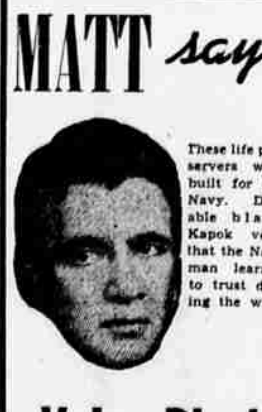 MATT say
These life p
servers w
built for
Navy. D
able bla
Kapok ve
that the Na
man lear
to trust d
ing the w